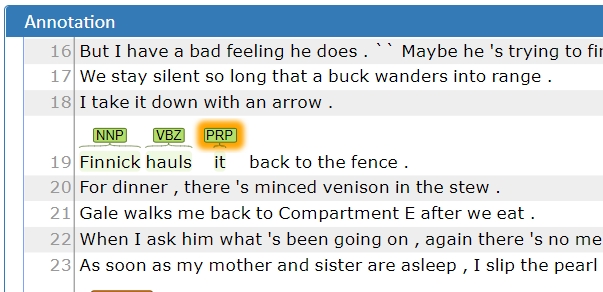 Annotation
16 But I have a bad feeling he does . `` Maybe he 's trying to
17 We stay silent so long that a buck wanders into range .
18 I take it down with an arrow .
NNP VBZ PRP
19 Finnick hauls it back to the fence .
20 For dinner , there 's minced venison in the stew .
21 Gale walks me back to Compartment E after we eat .
22 When I ask him what 's been going on , again there 's no
23 As soon as my mother and sister are asleep , I slip the pearl